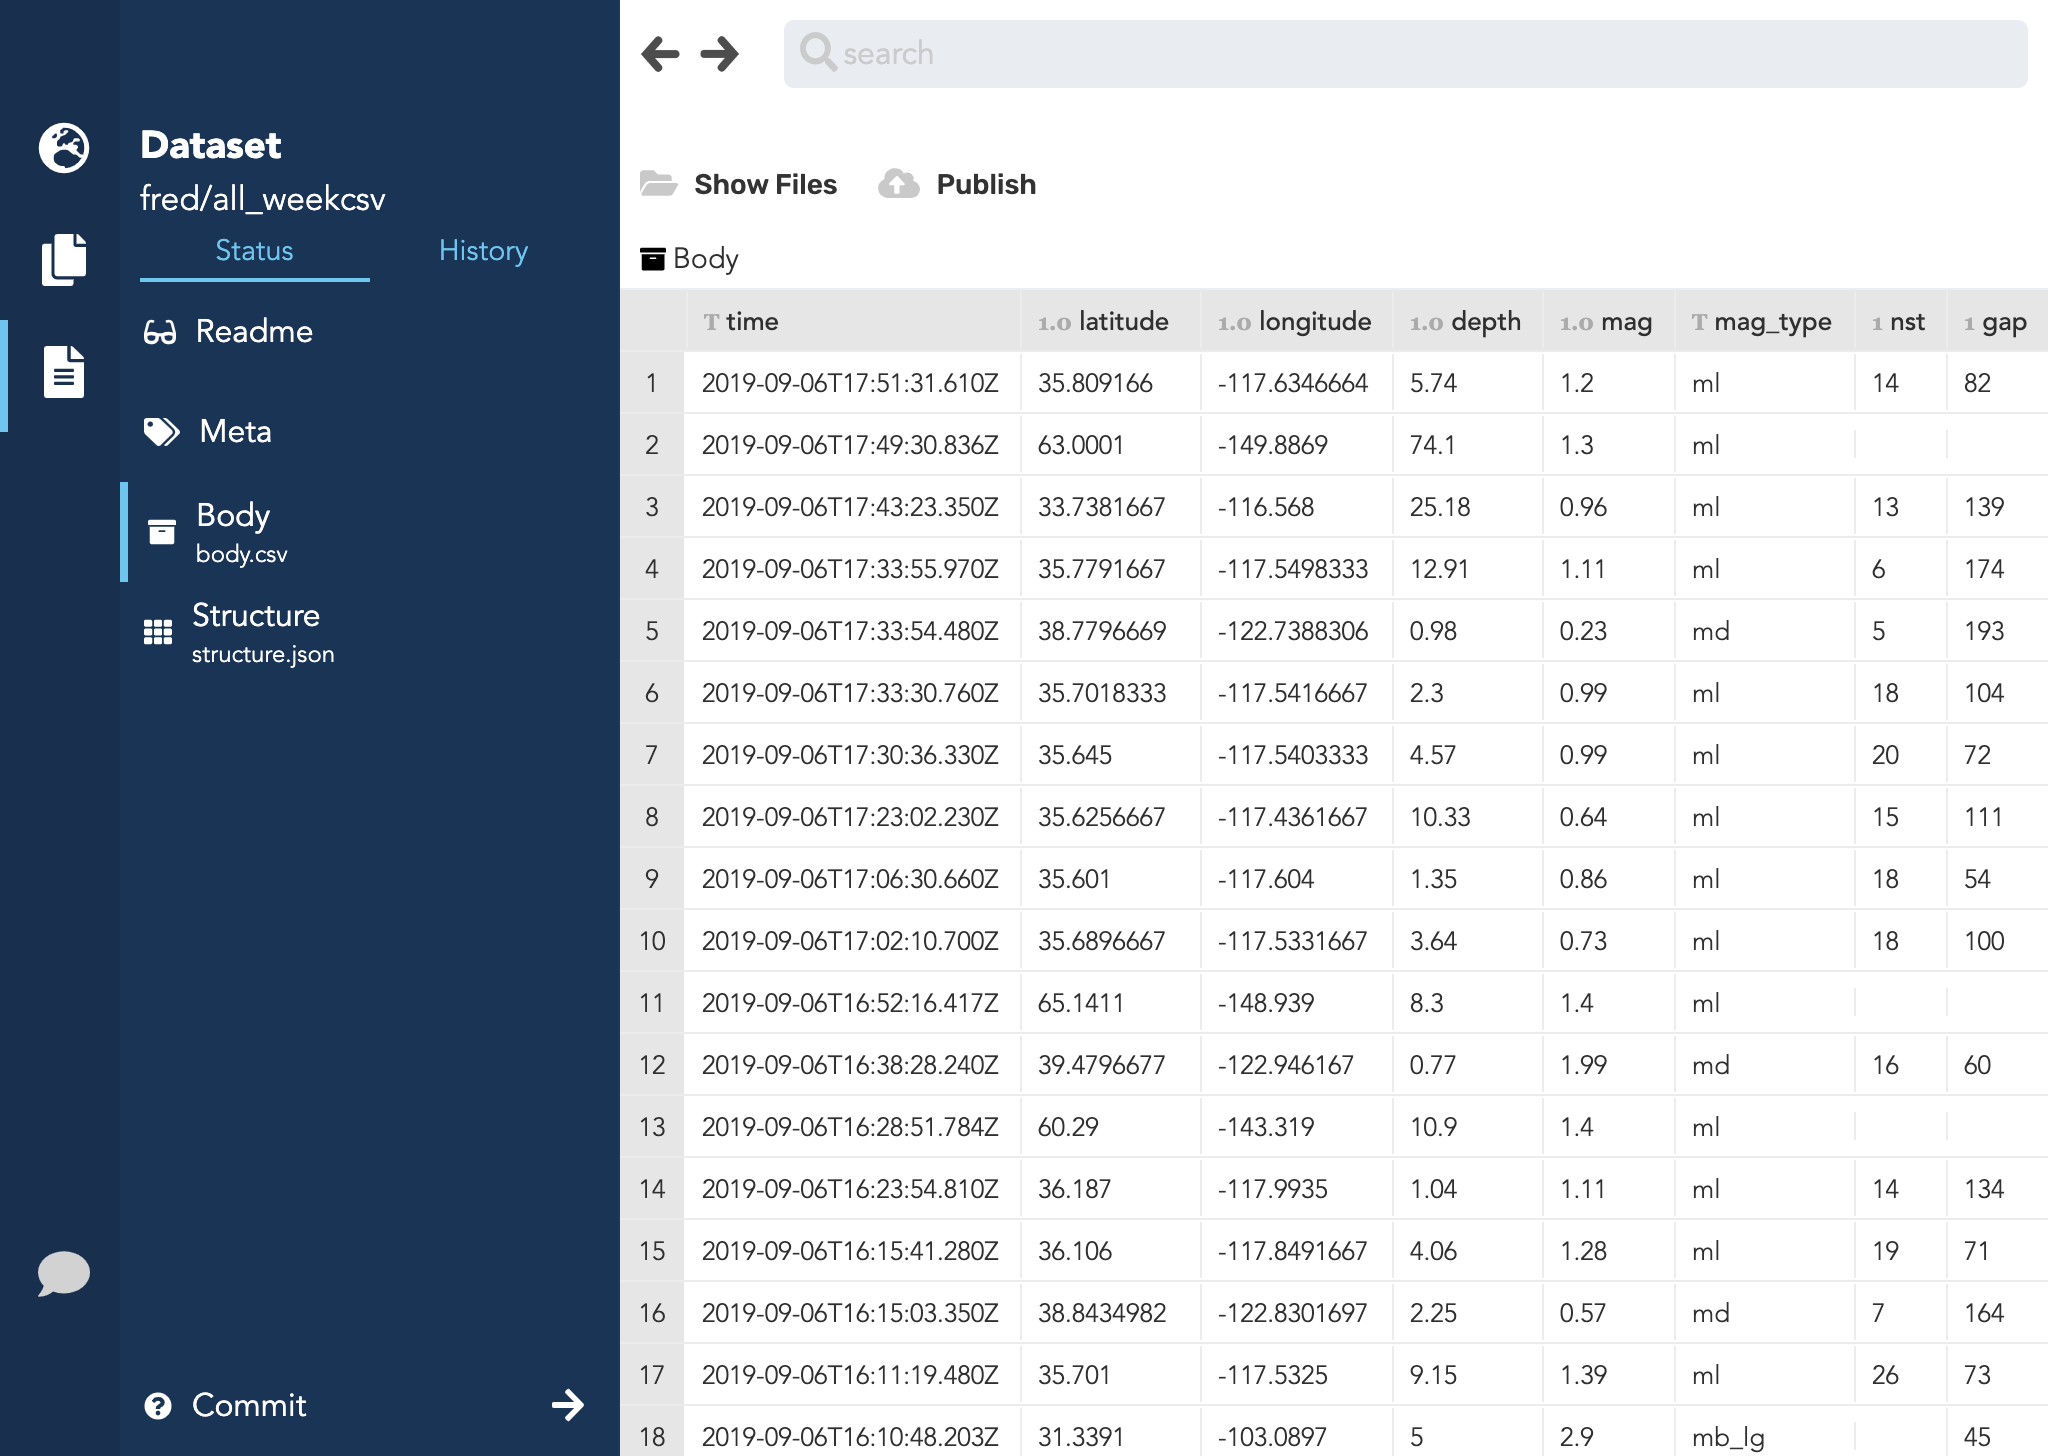 Dataset
fred/all_weekcsv
Status History
Readme
Meta
Body
body.csv
Structure
structure.json
Commit
search
Show Files Publish
Body
T time 1.0 latitude 1.0 longitude 1.0 depth 1.0 mag T mag_type 1 nst 1 gap
1 2019-09-06T17:51:31.610Z 35.809166 -117.6346664 5.74 1.2 ml 14 82
2 2019-09-06T17:49:30.836Z 63.0001 -149.8869 74.1 1.3 ml
3 2019-09-06T17:43:23.350Z 33.7381667 -116.568 25.18 0.96 ml 13 139
4 2019-09-06T17:33:55.970Z 35.7791667 -117.5498333 12.91 1.11 ml 6 174
5 2019-09-06T17:33:54.480Z 38.7796669 -122.7388306 0.98 0.23 md 5 193
6 2019-09-06T17:33:30.760Z 35.7018333 -117.5416667 2.3 0.99 ml 18 104
7 2019-09-06T17:30:36.330Z 35.645 -117.5403333 4.57 0.99 ml 20 72
8 2019-09-06T17:23:02.230Z 35.6256667 -117.4361667 10.33 0.64 ml 15 111
9 2019-09-06T17:06:30.660Z 35.601 -117.604 1.35 0.86 ml 18 54
10 2019-09-06T17:02:10.700Z 35.6896667 -117.5331667 3.64 0.73 ml 18 100
11 2019-09-06T16:52:16.417Z 65.1411 -148.939 8.3 1.4 ml
12 2019-09-06T16:38:28.240Z 39.4796677 -122.946167 0.77 1.99 md 16 60
13 2019-09-06T16:28:51.784Z 60.29 -143.319 10.9 1.4 ml
14 2019-09-06T16:23:54.810Z 36.187 -117.9935 1.04 1.11 ml 14 134
15 2019-09-06T16:15:41.280Z 36.106 -117.8491667 4.06 1.28 ml 19 71
16 2019-09-06T16:15:03.350Z 38.8434982 -122.8301697 2.25 0.57 md 7 164
17 2019-09-06T16:11:19.480Z 35.701 -117.5325 9.15 1.39 ml 26 73
18 2019-09-06T16:10:48.203Z 31.3391 -103.0897 5 2.9 mb_lg 45